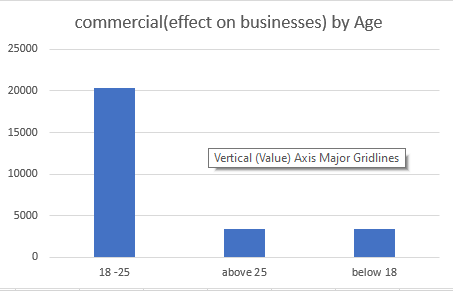 commercial(effect on businesses) by Age
25000
20000
15000
Vertical (Value) Axis Major Gridlines
10000
5000
0
18 -25 above 25 below 18